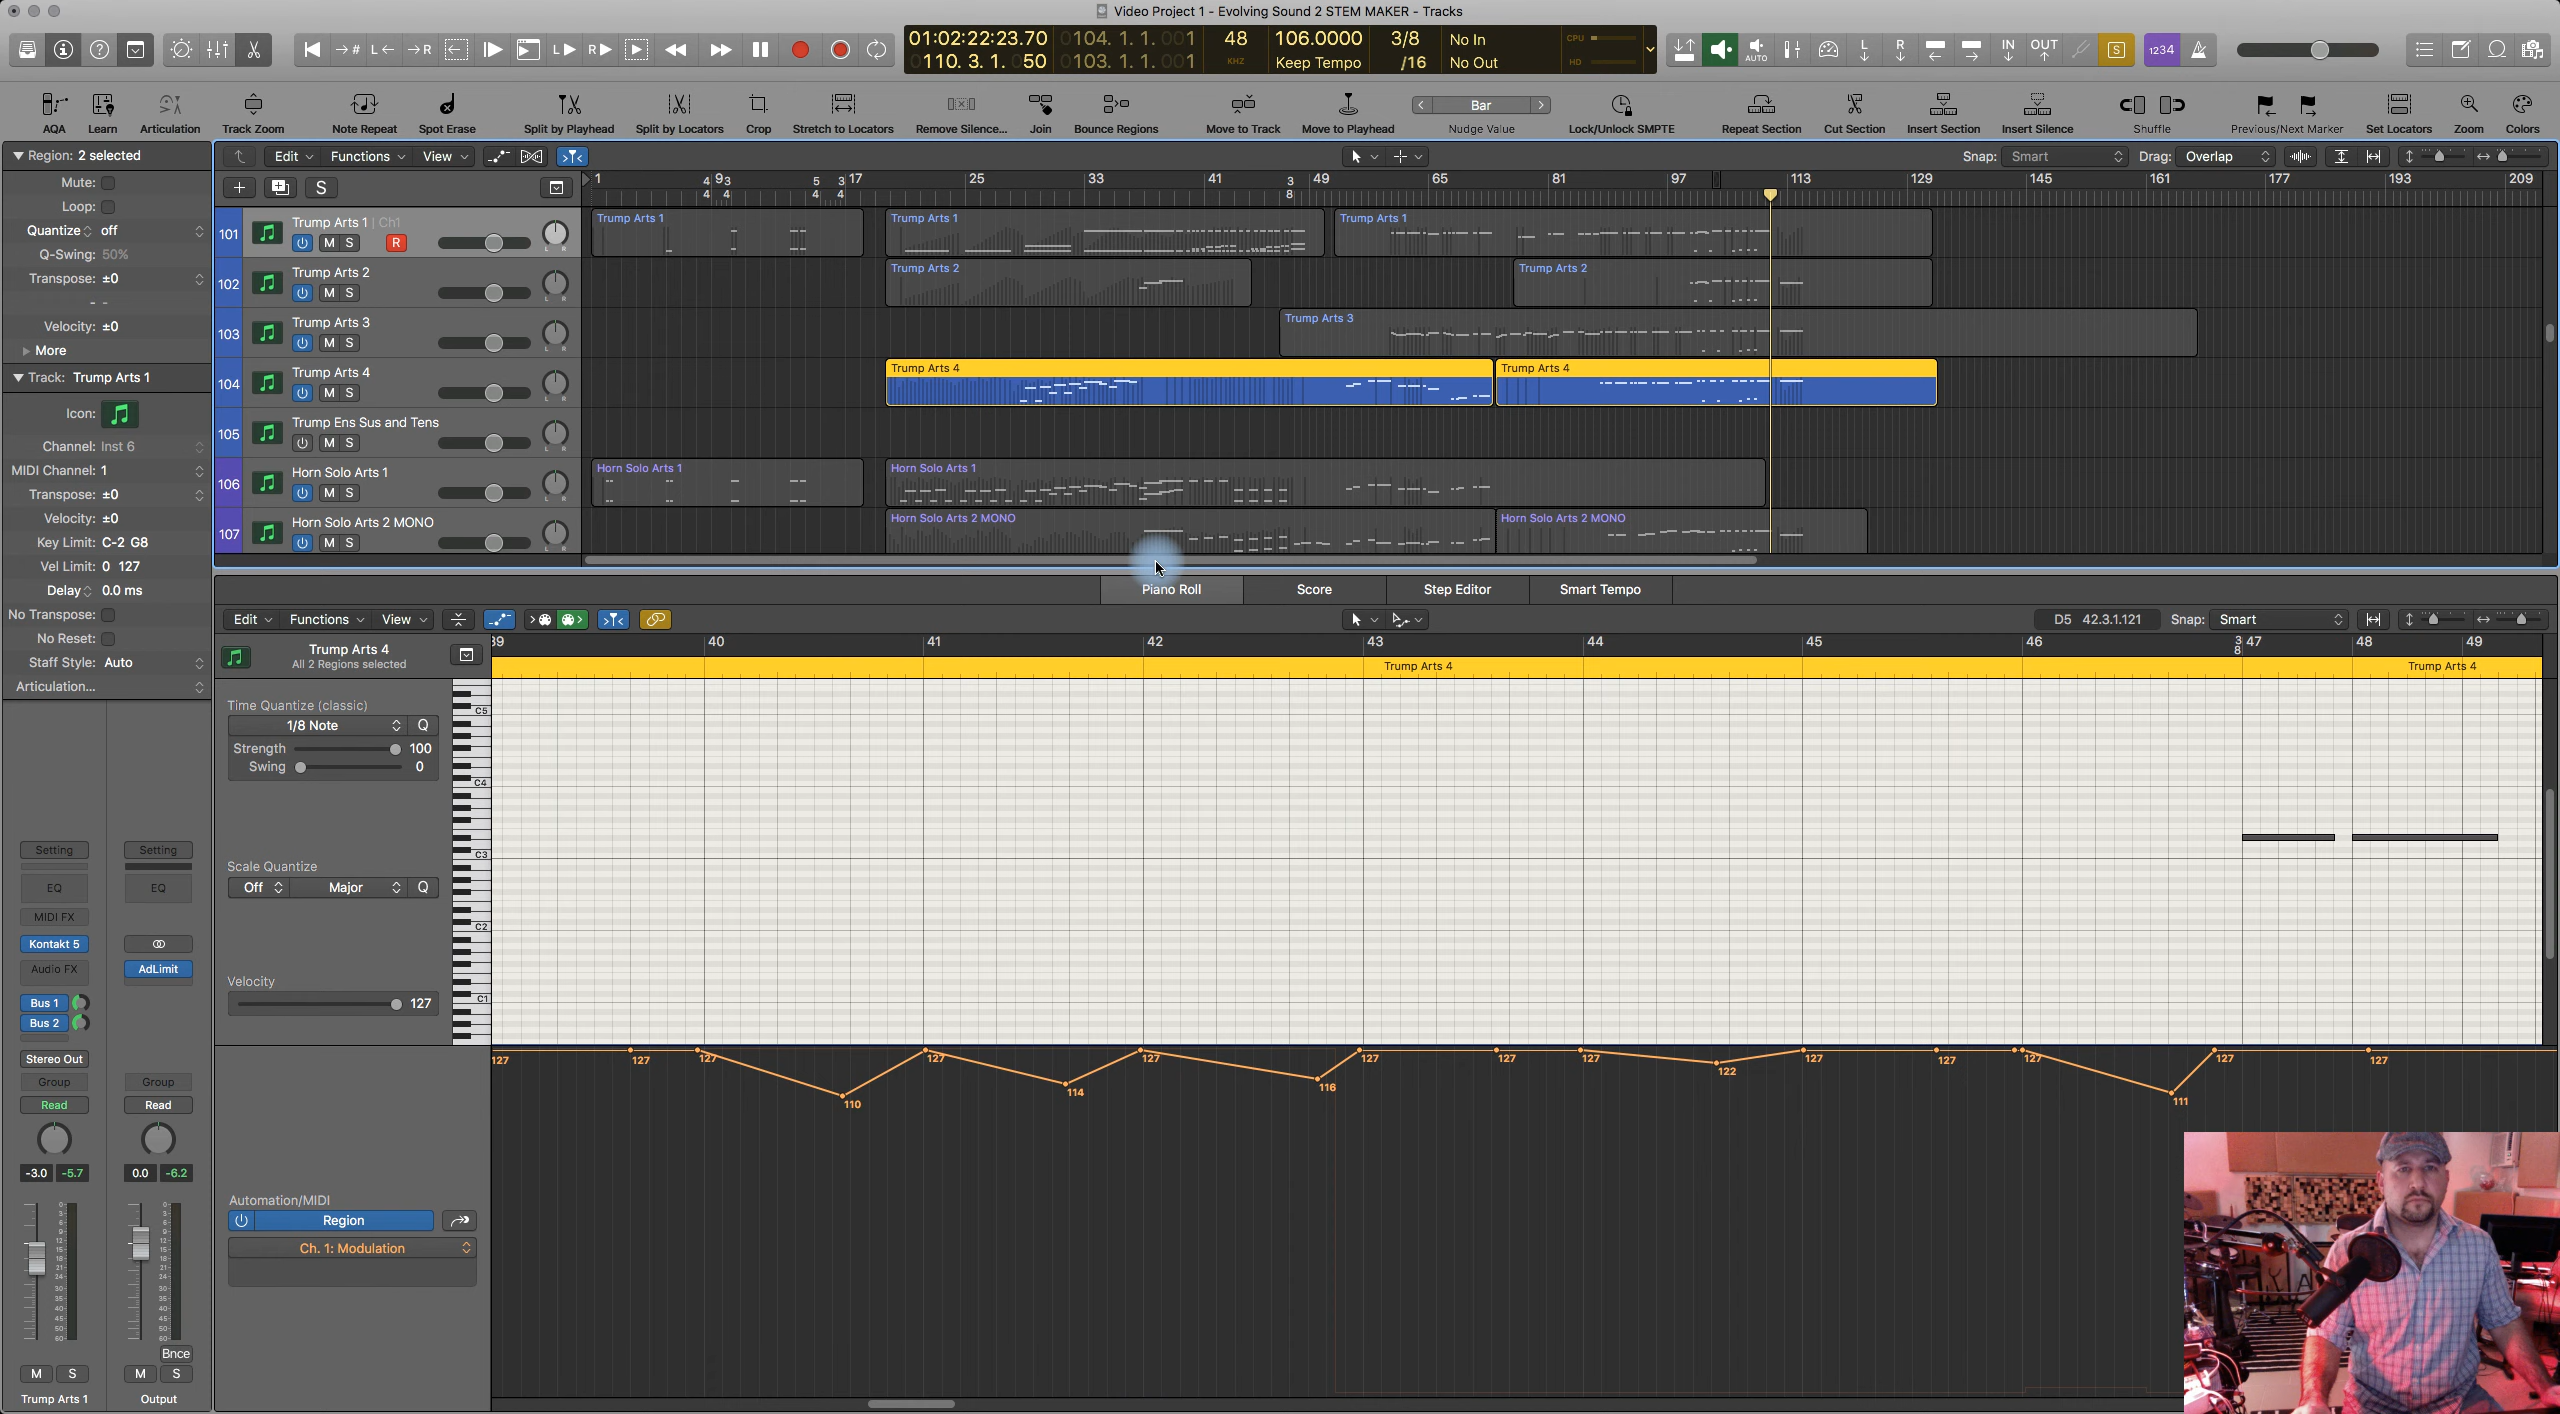 Video Project 1 - Evolving Sound 2 STEM MAKER - Tracks
01:02:22:23.70 0104. 1. 1. 001 48 106.0000 3/8 No In CPU
0110. 3. 1. 050 0103. 1. 1. 001 KHZ Keep Tempo /16 No Out HD
AUTO L R IN OUT S 1234
AQA Learn Articulation Track Zoom Note Repeat Spot Erase Split by Playhead Split by Locators Crop Stretch to Locators Remove Silence... Join Bounce Regions Move to Track Move to Playhead Nudge Value Lock/Unlock SMPTE Repeat Section Cut Section Insert Section Insert Silence Shuffle Previous/Next Marker Set Locators Zoom Colors
Bar
Region: 2 selected
Mute:
Loop:
Quantize off
Q-Swing: 50%
Transpose: ±0
- -
Velocity: ±0
More
Track: Trump Arts 1
Icon:
Channel: Inst 6
MIDI Channel: 1
Transpose: ±0
Velocity: ±0
Key Limit: C-2 G8
Vel Limit: 0 127
Delay 0.0 ms
No Transpose:
No Reset:
Staff Style: Auto
Articulation...
Setting Setting
EQ EQ
MIDI FX
Kontakt 5
Audio FX AdLimit
Bus 1
Bus 2
Stereo Out
Group Group
Read Read
-3.0 -5.7 0.0 -6.2
Bnce
M S M S
Trump Arts 1 Output
Edit Functions View Snap: Smart Drag: Overlap
S
1 9 17 25 33 41 49 65 81 97 113 129 145 161 177 193 209
4/4 3/4 5/4 3/4 3/8
101 Trump Arts 1 | Ch1 M S R
102 Trump Arts 2 M S
103 Trump Arts 3 M S
104 Trump Arts 4 M S
105 Trump Ens Sus and Tens M S
106 Horn Solo Arts 1 M S
107 Horn Solo Arts 2 MONO M S
Trump Arts 1 Trump Arts 1 Trump Arts 1
Trump Arts 2 Trump Arts 2
Trump Arts 3
Trump Arts 4 Trump Arts 4
Horn Solo Arts 1 Horn Solo Arts 1
Horn Solo Arts 2 MONO Horn Solo Arts 2 MONO
Piano Roll Score Step Editor Smart Tempo
Edit Functions View D5 42.3.1.121 Snap: Smart
39 40 41 42 43 44 45 46 3/8 47 48 49
Trump Arts 4
All 2 Regions selected
Trump Arts 4 Trump Arts 4
Time Quantize (classic)
1/8 Note Q
Strength 100
Swing 0
Scale Quantize
Off Major Q
Velocity
127
C5
C4
C3
C2
C1
127 127 127 110 127 114 127 116 127 127 127 122 127 127 127 111 127 127
Automation/MIDI
Region
Ch. 1: Modulation